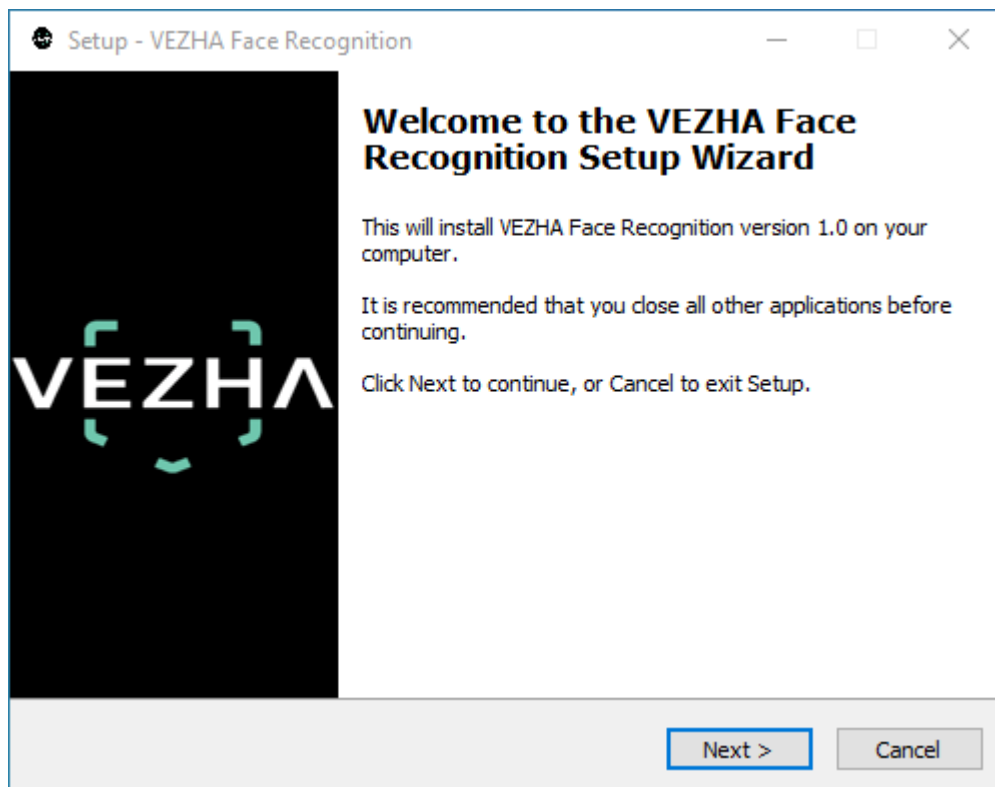 Setup - VEZHA Face Recognition
Welcome to the VEZHA Face
Recognition Setup Wizard
This will install VEZHA Face Recognition version 1.0 on your
computer.
It is recommended that you close all other applications before
continuing.
Click Next to continue, or Cancel to exit Setup.
VEZHA
Next >
Cancel